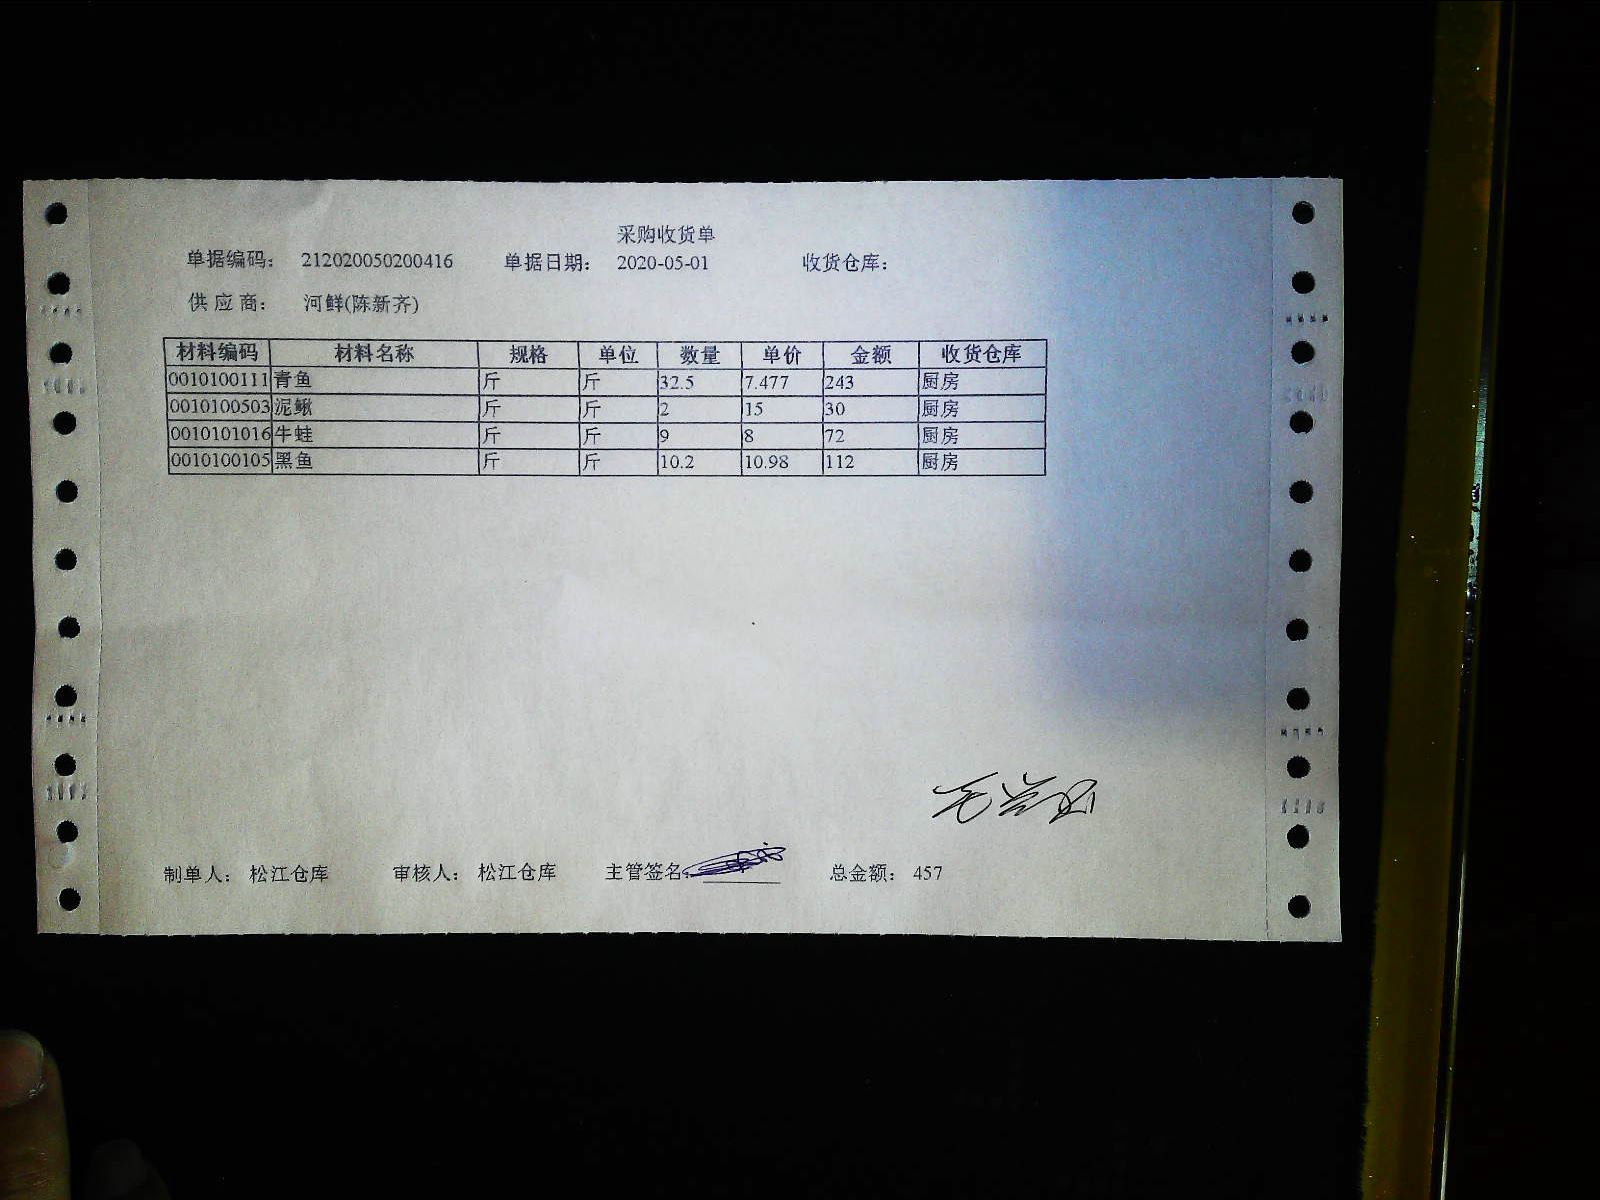 采购收货单
单据编码： 212020050200416 单据日期： 2020-05-01 收货仓库：
供应商： 河鲜(陈新齐)
材料编码 材料名称 规格 单位 数量 单价 金额 收货仓库
0010100111 青鱼 斤 斤 32.5 7.477 243 厨房
0010100503 泥鳅 斤 斤 2 15 30 厨房
0010101016 牛蛙 斤 斤 9 8 72 厨房
0010100105 黑鱼 斤 斤 10.2 10.98 112 厨房
制单人： 松江仓库 审核人： 松江仓库 主管签名： 总金额： 457